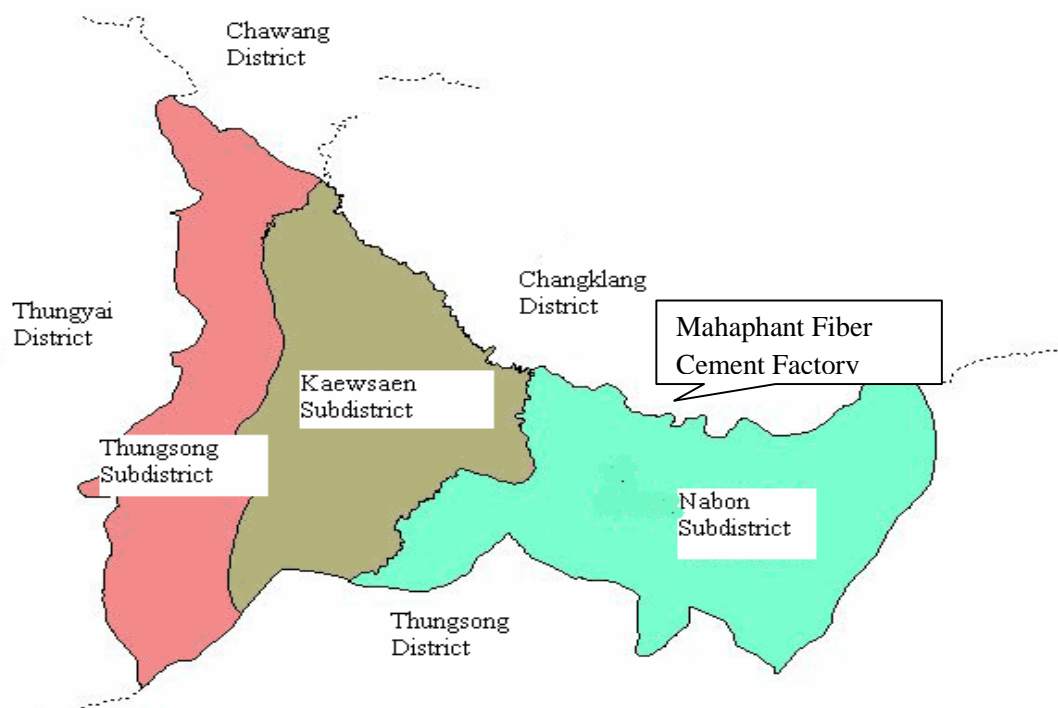 Chawang
District
Changklang
District
Thungyai
District
Mahaphant Fiber
Cement Factory
Kaewsaen
Subdistrict
Thungsong
Subdistrict
Nabon
Subdistrict
Thungsong
District